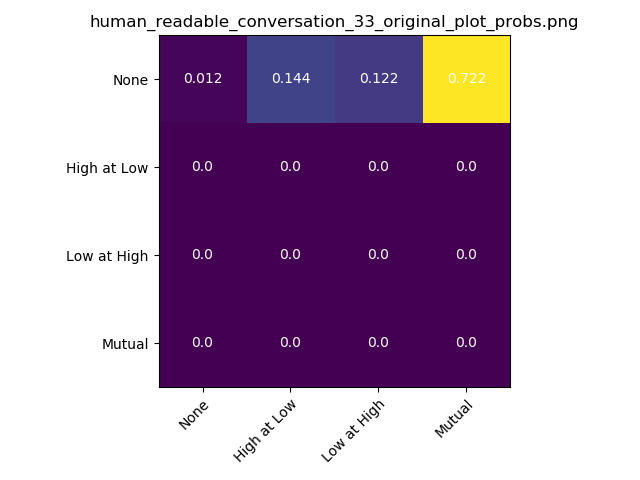 human_readable_conversation_33_original_plot_probs.png
None 0.012 0.144 0.122 0.722
High at Low 0.0 0.0 0.0 0.0
Low at High 0.0 0.0 0.0 0.0
Mutual 0.0 0.0 0.0 0.0
None High at Low Low at High Mutual